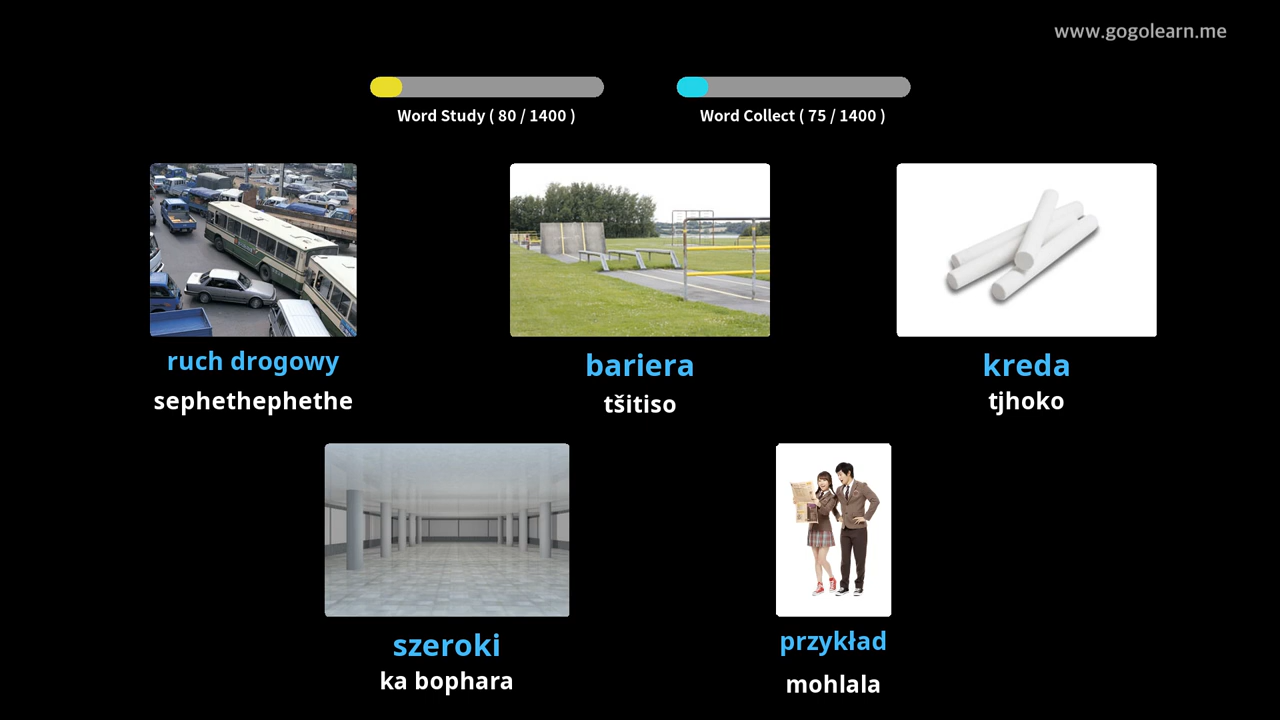 www.gogolearn.me
Word Study ( 80 / 1400 )
Word Collect ( 75 / 1400 )
ruch drogowy
sephethephethe
bariera
tšitiso
kreda
tjhoko
szeroki
ka bophara
przykład
mohlala